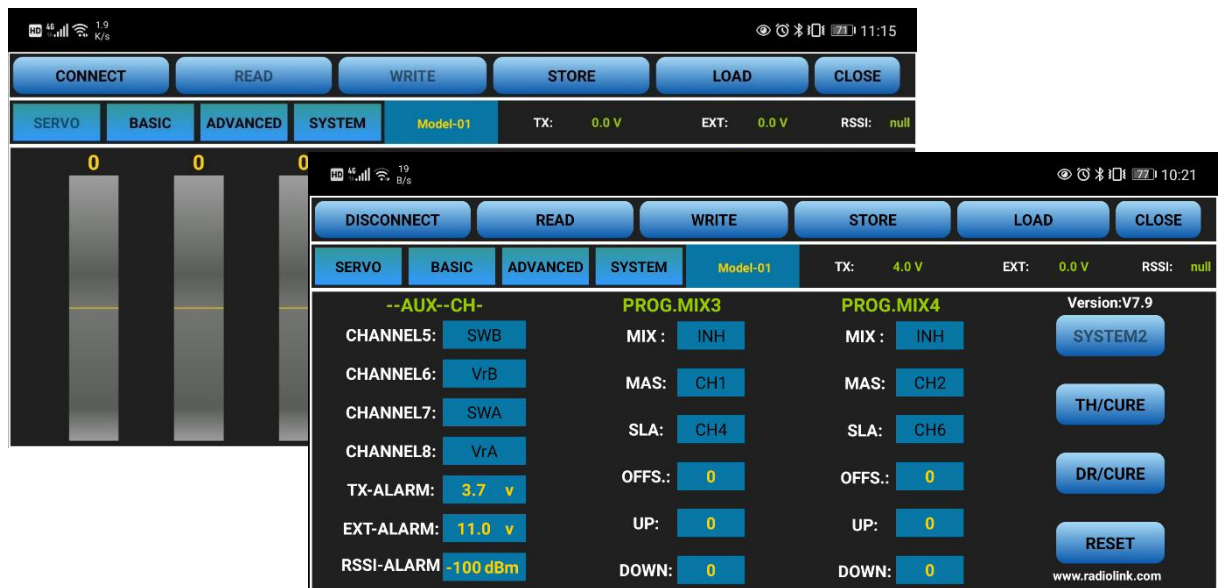 HD 4G 1.9 K/s 71 11:15
CONNECT READ WRITE STORE LOAD CLOSE
SERVO BASIC ADVANCED SYSTEM Model-01 TX: 0.0 V EXT: 0.0 V RSSI: null
0 0 0
HD 4G 19 B/s 77 10:21
DISCONNECT READ WRITE STORE LOAD CLOSE
SERVO BASIC ADVANCED SYSTEM Model-01 TX: 4.0 V EXT: 0.0 V RSSI: null
--AUX--CH- PROG.MIX3 PROG.MIX4 Version:V7.9
CHANNEL5: SWB MIX : INH MIX : INH SYSTEM2
CHANNEL6: VrB MAS: CH1 MAS: CH2
CHANNEL7: SWA TH/CURE
SLA: CH4 SLA: CH6
CHANNEL8: VrA
OFFS.: 0 OFFS.: 0 DR/CURE
TX-ALARM: 3.7 v
EXT-ALARM: 11.0 v UP: 0 UP: 0
RESET
RSSI-ALARM -100 dBm DOWN: 0 DOWN: 0
www.radiolink.com